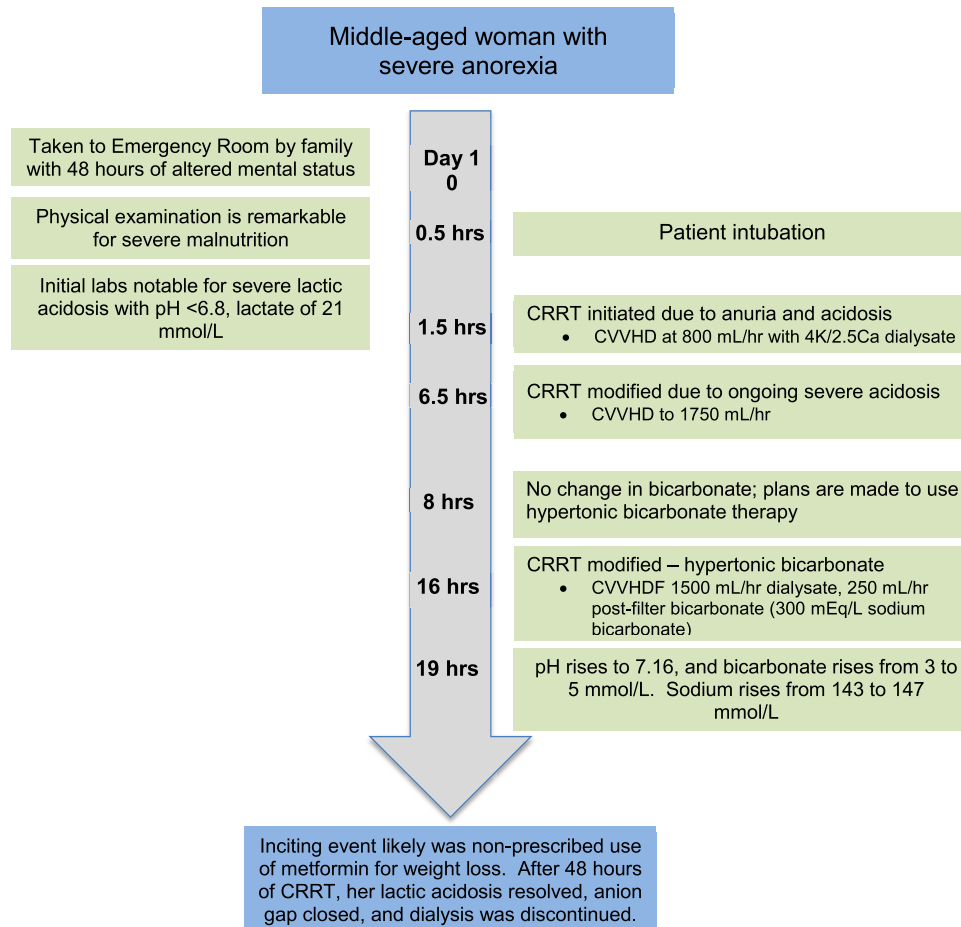 Middle-aged woman with
severe anorexia
Taken to Emergency Room by family
with 48 hours of altered mental status
Day 1
0
Physical examination is remarkable
for severe malnutrition
0.5 hrs
Patient intubation
Initial labs notable for severe lactic
acidosis with pH <6.8, lactate of 21
mmol/L
1.5 hrs
CRRT initiated due to anuria and acidosis
• CVVHD at 800 mL/hr with 4K/2.5Ca dialysate
6.5 hrs
CRRT modified due to ongoing severe acidosis
• CVVHD to 1750 mL/hr
8 hrs
No change in bicarbonate; plans are made to use
hypertonic bicarbonate therapy
16 hrs
CRRT modified – hypertonic bicarbonate
• CVVHDF 1500 mL/hr dialysate, 250 mL/hr
post-filter bicarbonate (300 mEq/L sodium
bicarbonate)
19 hrs
pH rises to 7.16, and bicarbonate rises from 3 to
5 mmol/L. Sodium rises from 143 to 147
mmol/L
Inciting event likely was non-prescribed use
of metformin for weight loss. After 48 hours
of CRRT, her lactic acidosis resolved, anion
gap closed, and dialysis was discontinued.